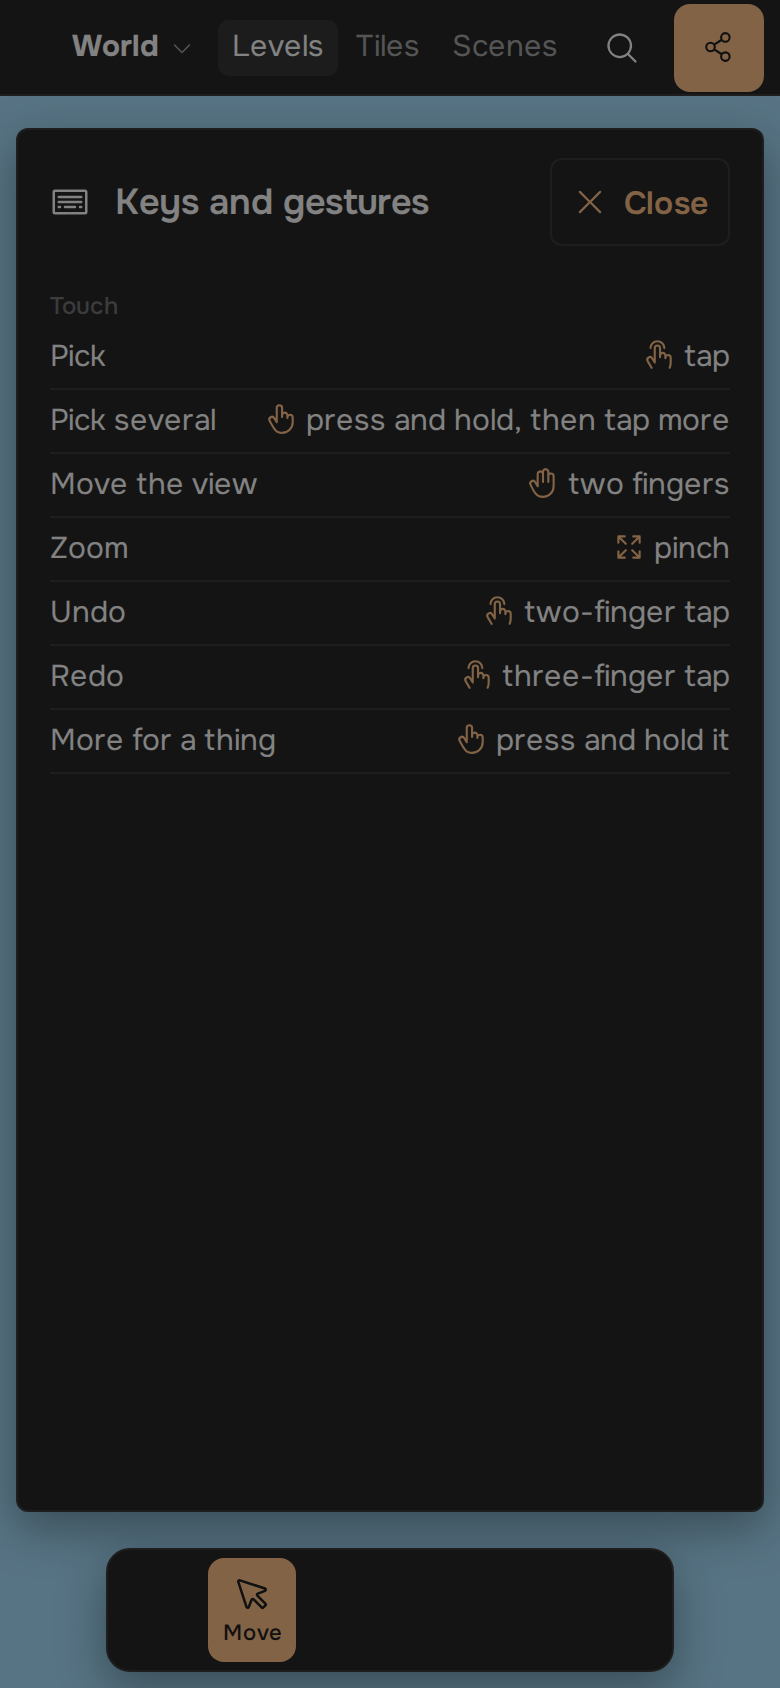 World Levels Tiles Scenes
Keys and gestures Close
Touch
Pick tap
Pick several press and hold, then tap more
Move the view two fingers
Zoom pinch
Undo two-finger tap
Redo three-finger tap
More for a thing press and hold it
Move